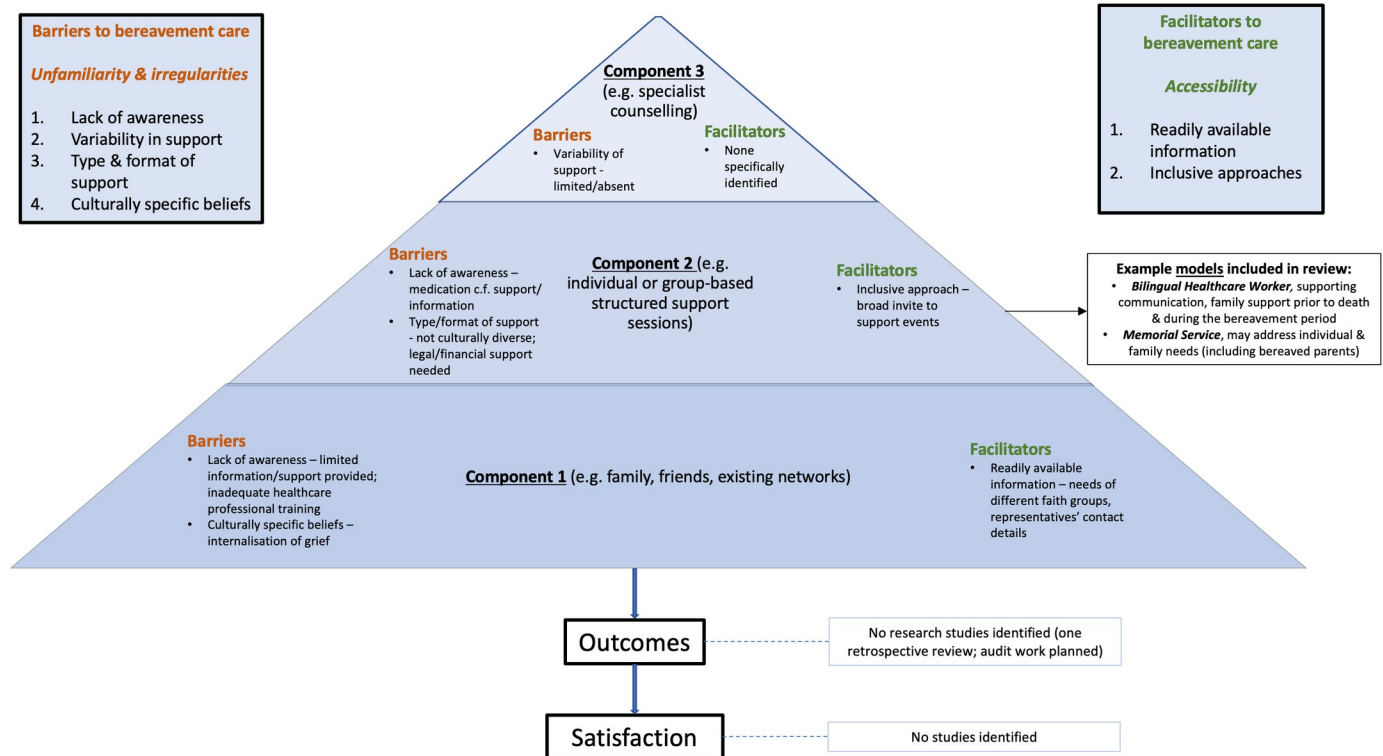 Barriers to bereavement care
Unfamiliarity & irregularities
1. Lack of awareness
2. Variability in support
3. Type & format of
support
4. Culturally specific beliefs
Facilitators to
bereavement care
Accessibility
1. Readily available
information
2. Inclusive approaches
Component 3
(e.g. specialist
counselling)
Barriers
• Variability of
support -
limited/absent
Facilitators
• None
specifically
identified
Barriers
• Lack of awareness –
medication c.f. support/
information
• Type/format of support
- not culturally diverse;
legal/financial support
needed
Component 2 (e.g.
individual or group-based
structured support
sessions)
Facilitators
• Inclusive approach –
broad invite to
support events
Example models included in review:
• Bilingual Healthcare Worker, supporting
communication, family support prior to death
& during the bereavement period
• Memorial Service, may address individual &
family needs (including bereaved parents)
Barriers
• Lack of awareness – limited
information/support provided;
inadequate healthcare
professional training
• Culturally specific beliefs –
internalisation of grief
Component 1 (e.g. family, friends, existing networks)
Facilitators
• Readily available
information – needs of
different faith groups,
representatives’ contact
details
Outcomes
No research studies identified (one
retrospective review; audit work planned)
Satisfaction
No studies identified